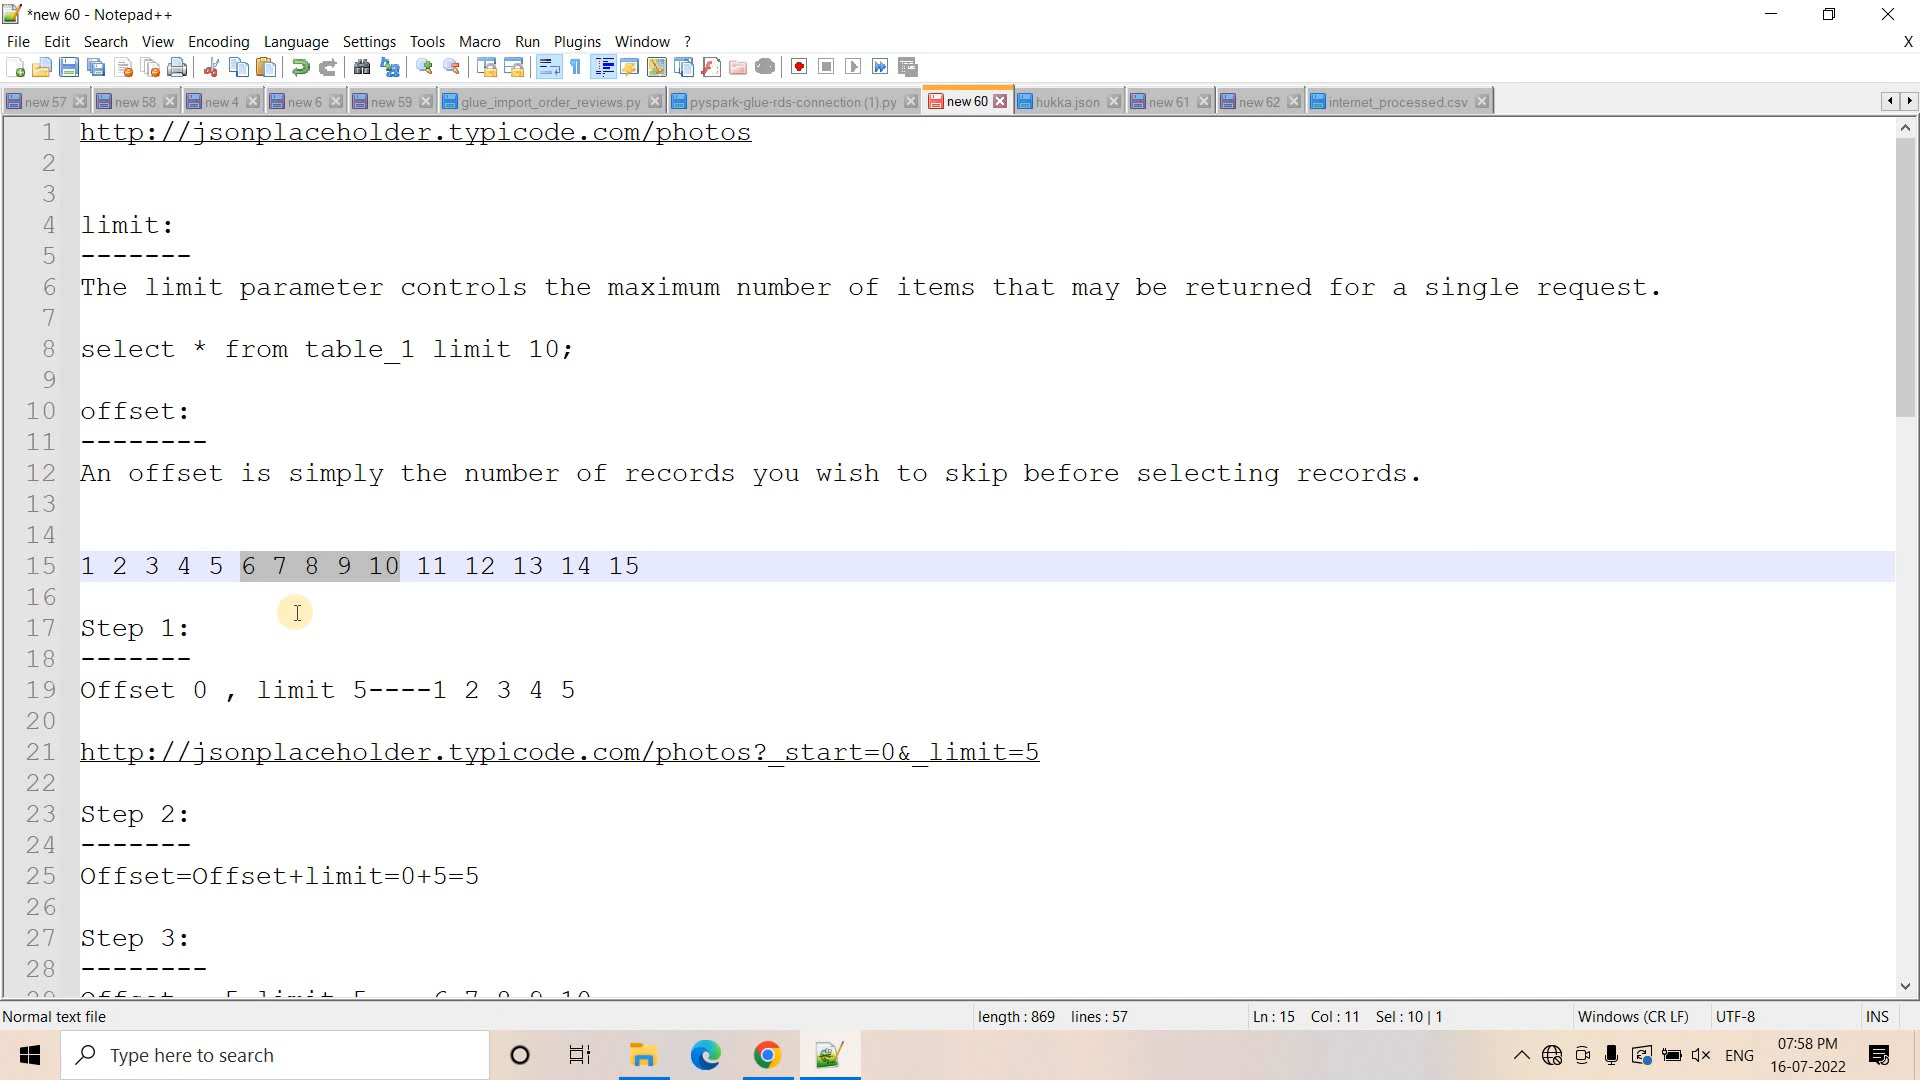 *new 60 - Notepad++
File Edit Search View Encoding Language Settings Tools Macro Run Plugins Window ? X
new 57 new 58 new 4 new 6 new 59 glue_import_order_reviews.py pyspark-glue-rds-connection (1).py new 60 hukka.json new 61 new 62 internet_processed.csv
1 http://jsonplaceholder.typicode.com/photos
2
3
4 limit:
5 -------
6 The limit parameter controls the maximum number of items that may be returned for a single request.
7
8 select * from table_1 limit 10;
9
10 offset:
11 --------
12 An offset is simply the number of records you wish to skip before selecting records.
13
14
15 1 2 3 4 5 6 7 8 9 10 11 12 13 14 15
16
17 Step 1:
18 -------
19 Offset 0 , limit 5----1 2 3 4 5
20
21 http://jsonplaceholder.typicode.com/photos?_start=0&_limit=5
22
23 Step 2:
24 -------
25 Offset=Offset+limit=0+5=5
26
27 Step 3:
28 --------
Normal text file length : 869 lines : 57 Ln : 15 Col : 11 Sel : 10 | 1 Windows (CR LF) UTF-8 INS
Type here to search ENG 07:58 PM
16-07-2022